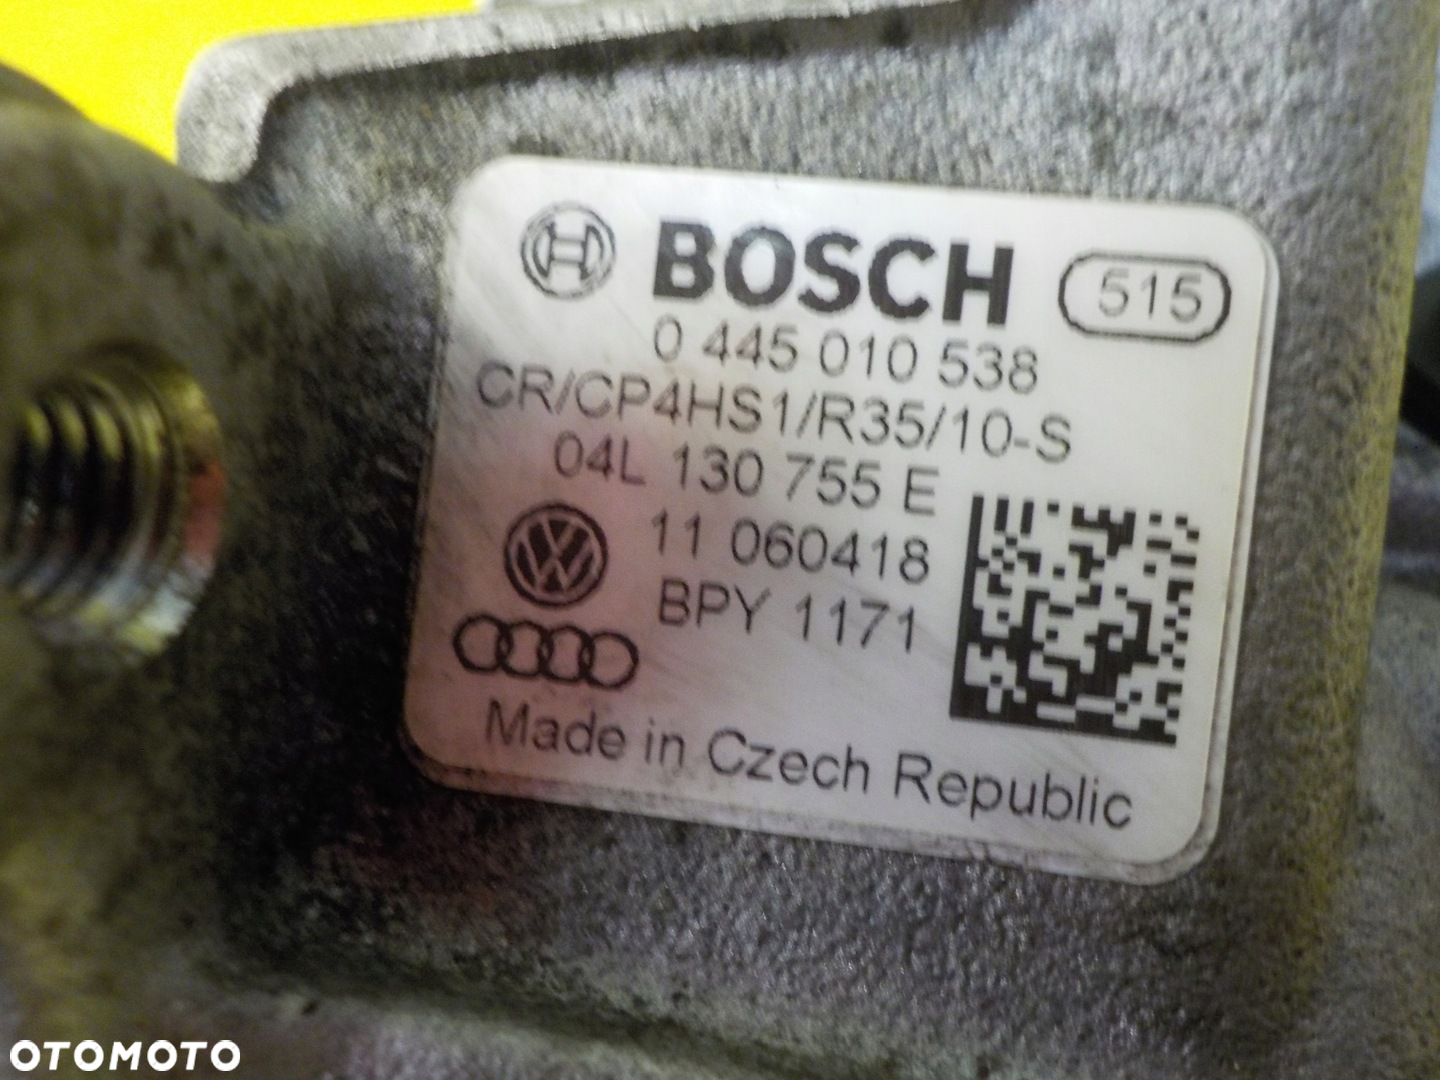 BOSCH 515
0 445 010 538
CR/CP4HS1/R35/10-S
04L 130 755 E
11 060418
BPY 1171
Made in Czech Republic
OTOMOTO